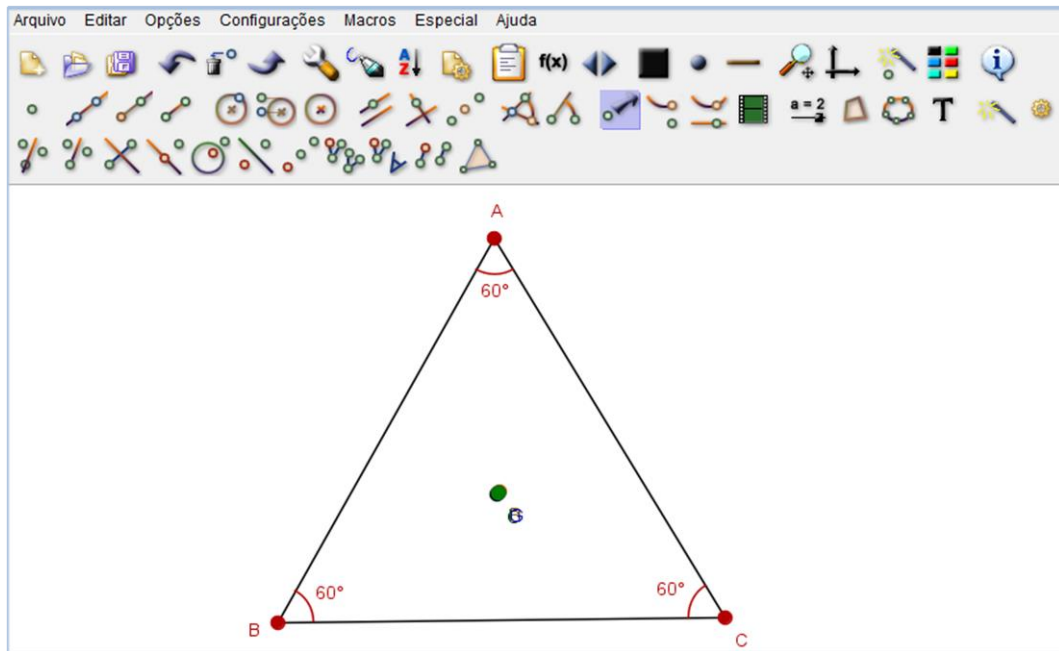 Arquivo Editar Opções Configurações Macros Especial Ajuda
A Z f(x)
a = 2 T
A
60°
60° 60°
B C